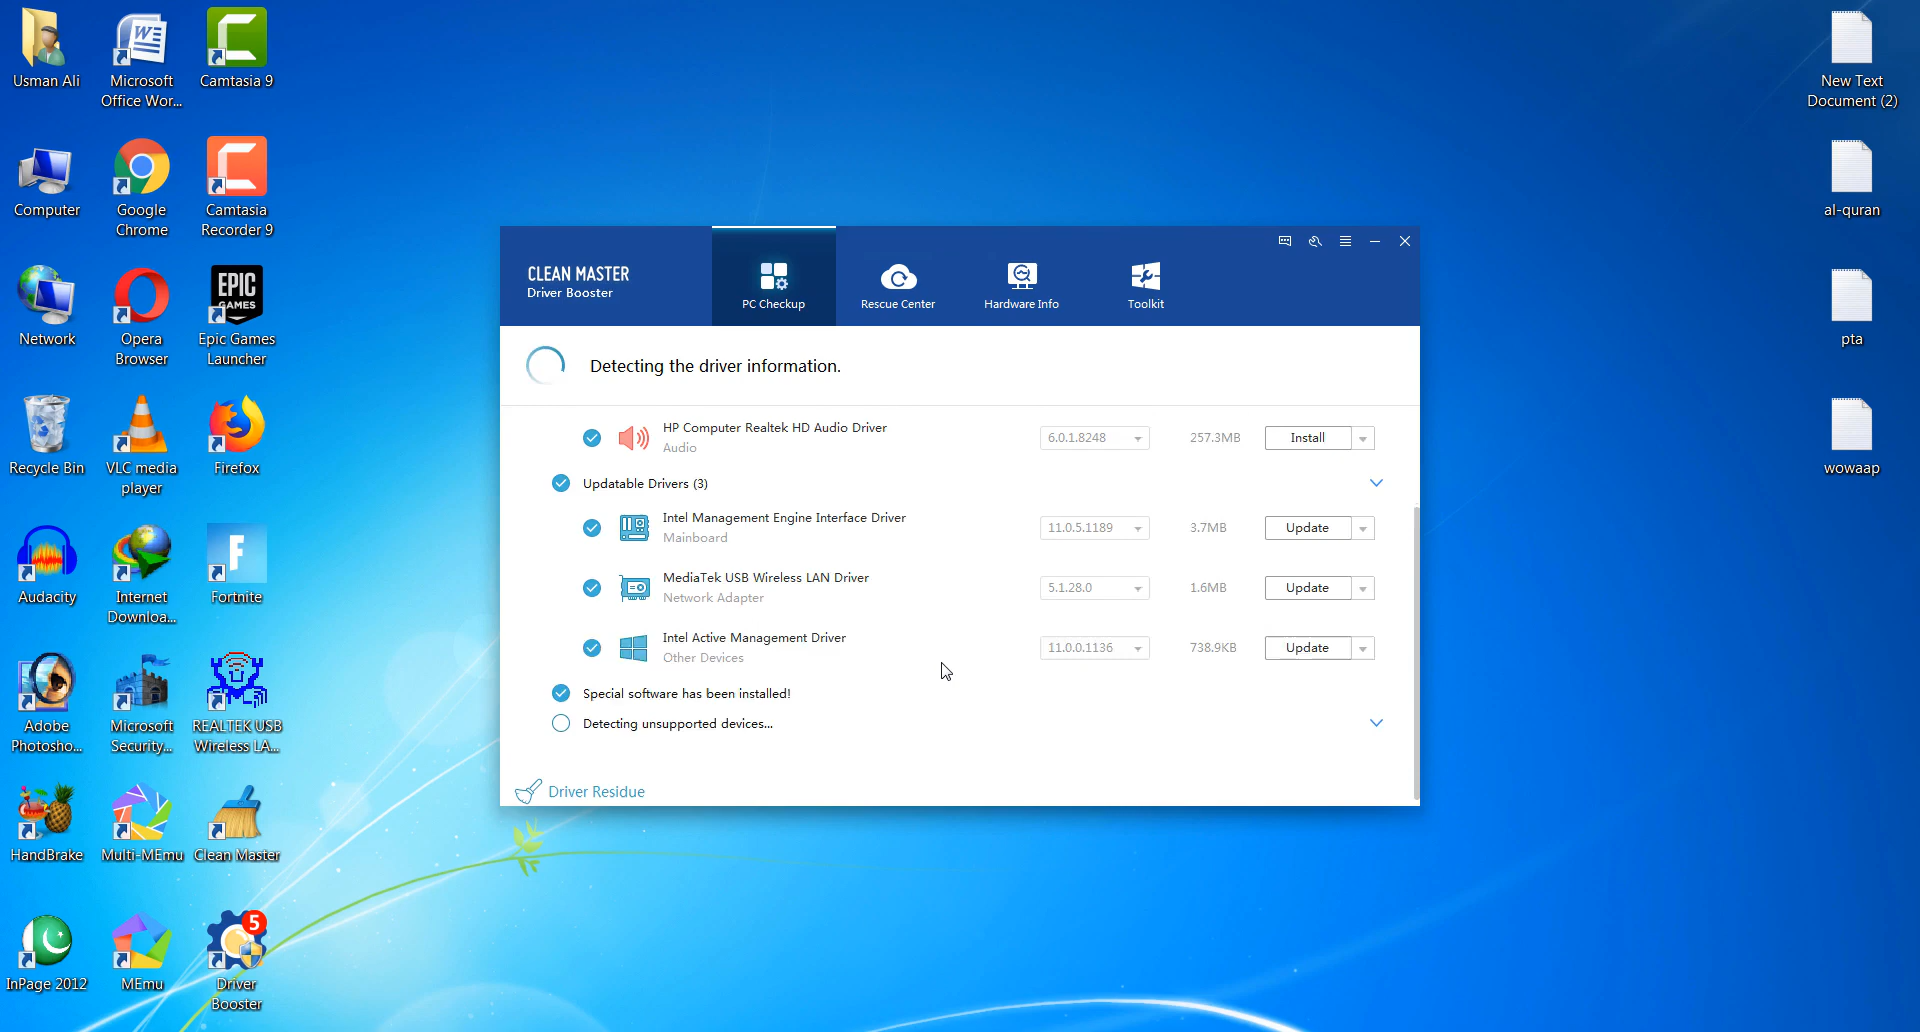 Usman Ali
Microsoft
Office Wor...
Camtasia 9
Computer
Google
Chrome
Camtasia
Recorder 9
Network
Opera
Browser
EPIC
GAMES
Epic Games
Launcher
Recycle Bin
VLC media
player
Firefox
Audacity
Internet
Downloa...
F
Fortnite
Adobe
Photosho...
Microsoft
Security...
REALTEK USB
Wireless LA...
HandBrake
Multi-MEmu
Clean Master
InPage 2012
MEmu
5
Driver
Booster
CLEAN MASTER
Driver Booster
PC Checkup
Rescue Center
Hardware Info
Toolkit
Detecting the driver information.
HP Computer Realtek HD Audio Driver
Audio
6.0.1.8248
257.3MB
Install
Updatable Drivers (3)
Intel Management Engine Interface Driver
Mainboard
11.0.5.1189
3.7MB
Update
MediaTek USB Wireless LAN Driver
Network Adapter
5.1.28.0
1.6MB
Update
Intel Active Management Driver
Other Devices
11.0.0.1136
738.9KB
Update
Special software has been installed!
Detecting unsupported devices...
Driver Residue
New Text
Document (2)
al-quran
pta
wowaap